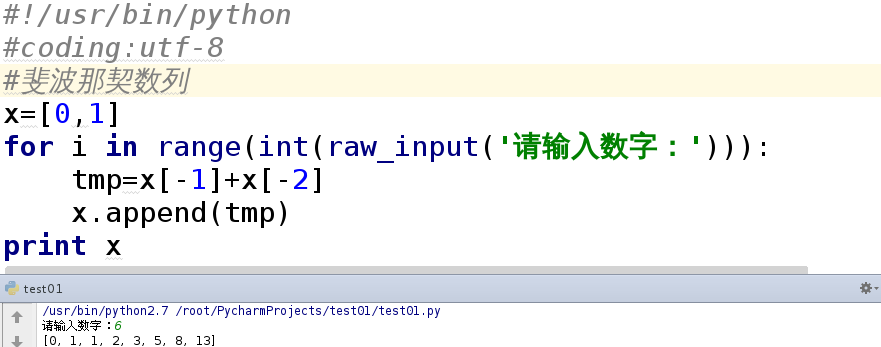 #!/usr/bin/python
#coding:utf-8
#斐波那契数列
x=[0,1]
for i in range(int(raw_input('请输入数字：'))):
    tmp=x[-1]+x[-2]
    x.append(tmp)
print x
test01
/usr/bin/python2.7 /root/PycharmProjects/test01/test01.py
请输入数字：6
[0, 1, 1, 2, 3, 5, 8, 13]